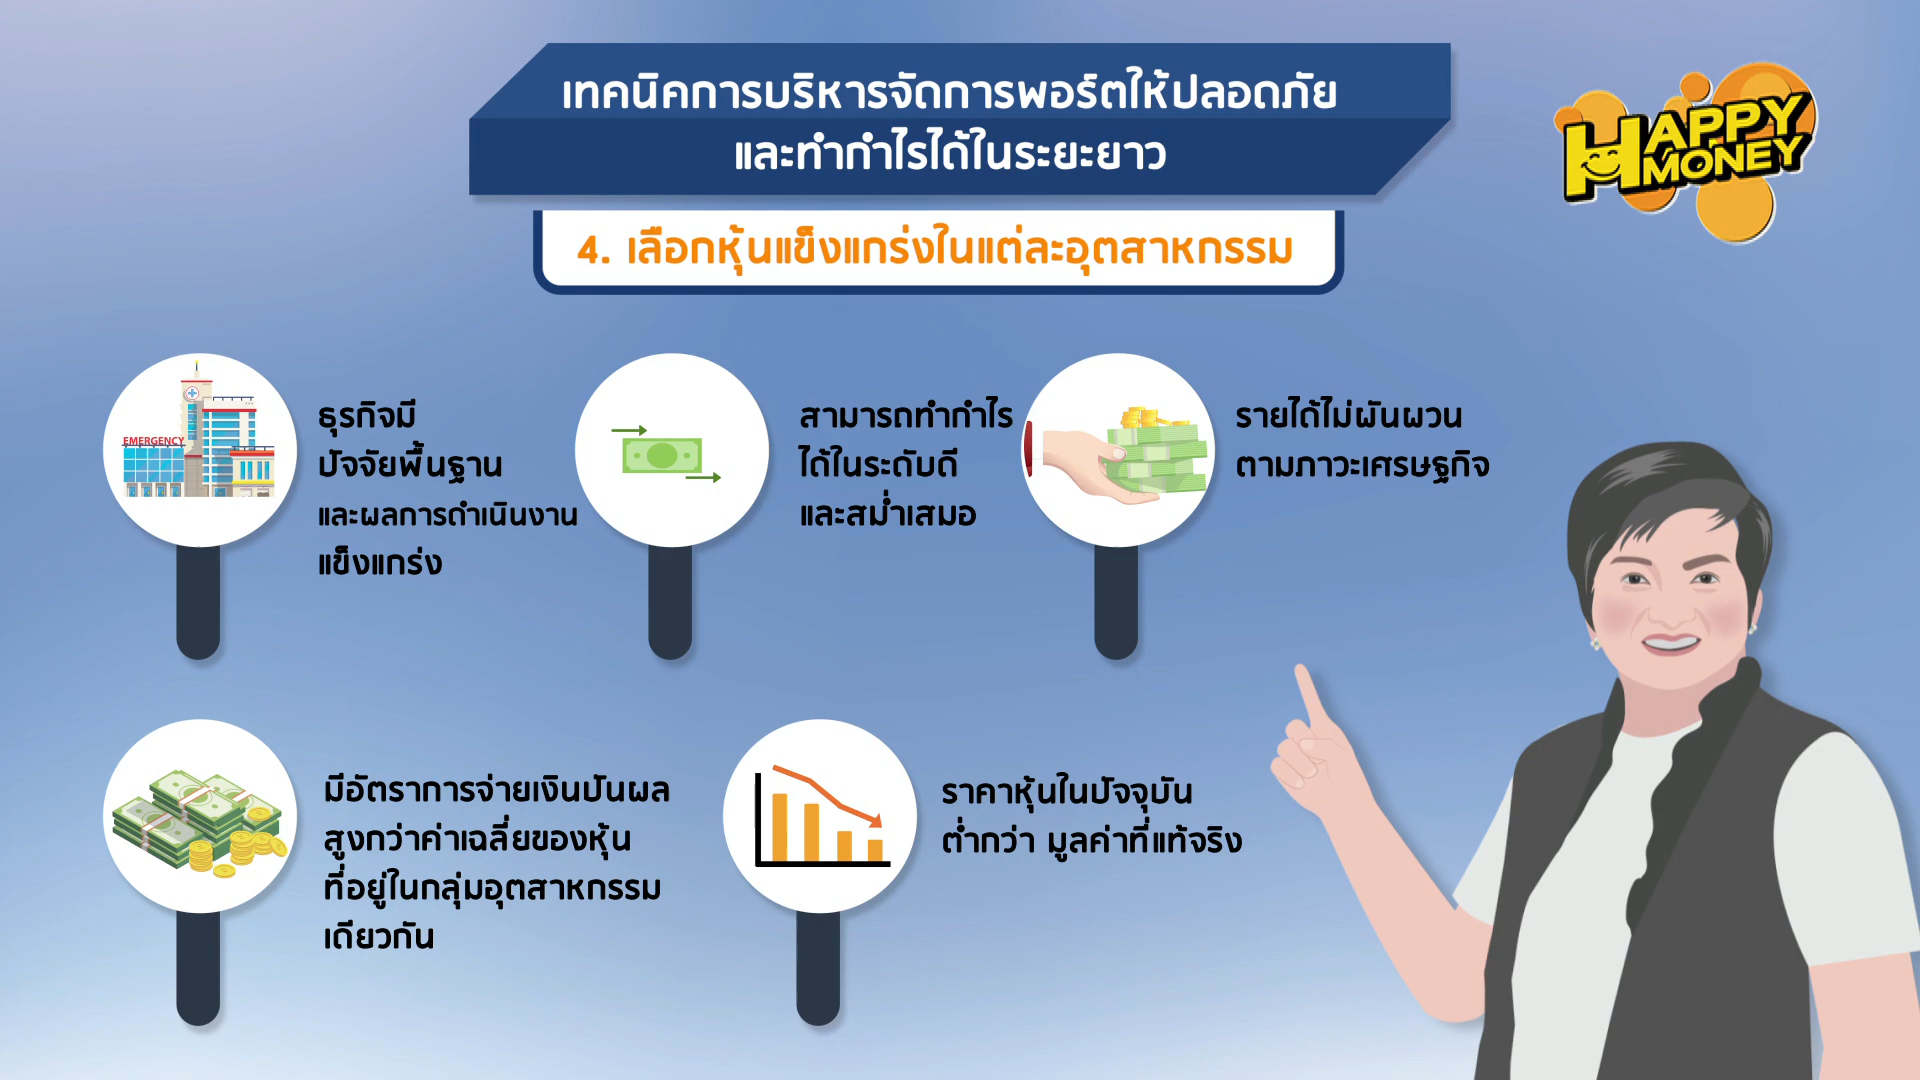 เทคนิคการบริหารจัดการพอร์ตให้ปลอดภัย
และทำกำไรได้ในระยะยาว
HAPPY
MONEY
4. เลือกหุ้นแข็งแกร่งในแต่ละอุตสาหกรรม
EMERGENCY
ธุรกิจมี
ปัจจัยพื้นฐาน
และผลการดำเนินงาน
แข็งแกร่ง
สามารถทำกำไร
ได้ในระดับดี
และสม่ำเสมอ
รายได้ไม่ผันผวน
ตามภาวะเศรษฐกิจ
มีอัตราการจ่ายเงินปันผล
สูงกว่าค่าเฉลี่ยของหุ้น
ที่อยู่ในกลุ่มอุตสาหกรรม
เดียวกัน
ราคาหุ้นในปัจจุบัน
ต่ำกว่า มูลค่าที่แท้จริง